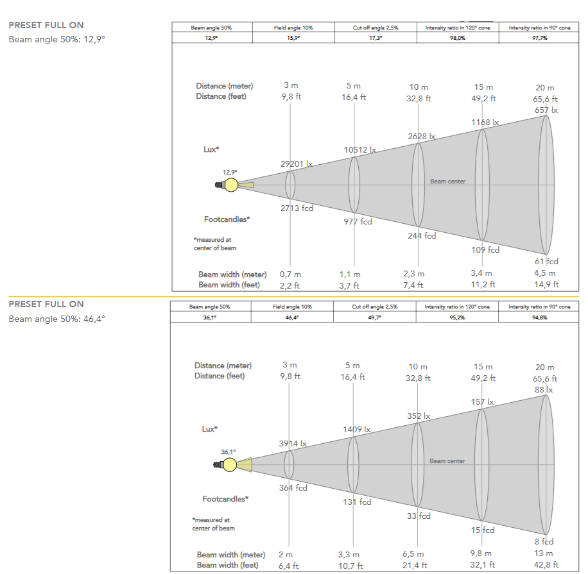 PRESET FULL ON
Beam angle 50%: 12,9°
Beam angle 50% Field angle 10% Cut off angle 2,5% Intensity ratio in 120° cone Intensity ratio in 90° cone
12,9° 15,9° 17,2° 98,0% 97,7%
Distance (meter) 3 m 5 m 10 m 15 m 20 m
Distance (feet) 9,8 ft 16,4 ft 32,8 ft 49,2 ft 65,6 ft
657 lx
1168 lx
2628 lx
Lux* 10512 lx
29201 lx
12,9°
Beam center
2713 fcd
Footcandles* 977 fcd
244 fcd
*measured at
center of beam
109 fcd
61 fcd
Beam width (meter) 0,7 m 1,1 m 2,3 m 3,4 m 4,5 m
Beam width (feet) 2,2 ft 3,7 ft 7,4 ft 11,2 ft 14,9 ft
PRESET FULL ON
Beam angle 50%: 46,4°
Beam angle 50% Field angle 10% Cut off angle 2,5% Intensity ratio in 120° cone Intensity ratio in 90° cone
36,1° 46,4° 49,7° 95,2% 94,8%
Distance (meter) 3 m 5 m 10 m 15 m 20 m
Distance (feet) 9,8 ft 16,4 ft 32,8 ft 49,2 ft 65,6 ft
88 lx
157 lx
352 lx
Lux* 1409 lx
3914 lx
36,1°
Beam center
364 fcd
Footcandles* 131 fcd
33 fcd
*measured at
center of beam
15 fcd
8 fcd
Beam width (meter) 2 m 3,3 m 6,5 m 9,8 m 13 m
Beam width (feet) 6,4 ft 10,7 ft 21,4 ft 32,1 ft 42,8 ft